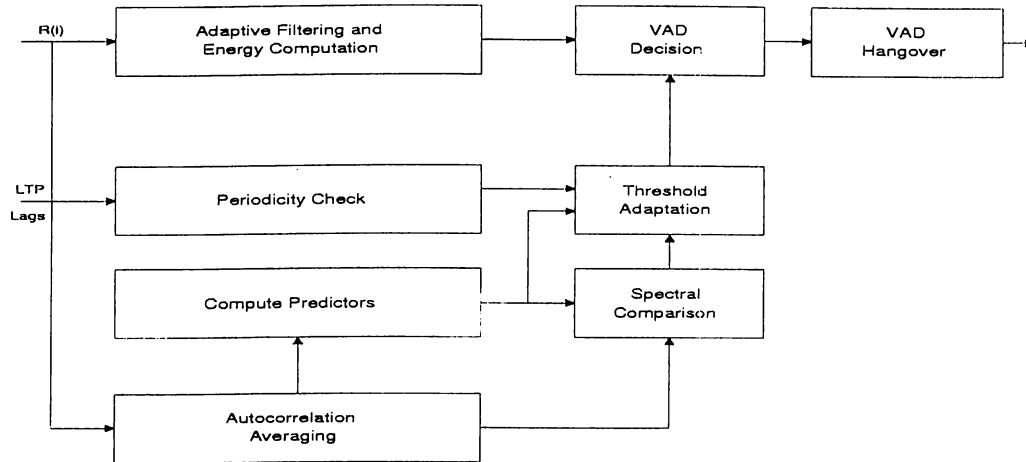 R(i)
Adaptive Filtering and
Energy Computation
VAD
Decision
VAD
Hangover
LTP
Lags
Periodicity Check
Threshold
Adaptation
Compute Predictors
Spectral
Comparison
Autocorrelation
Averaging